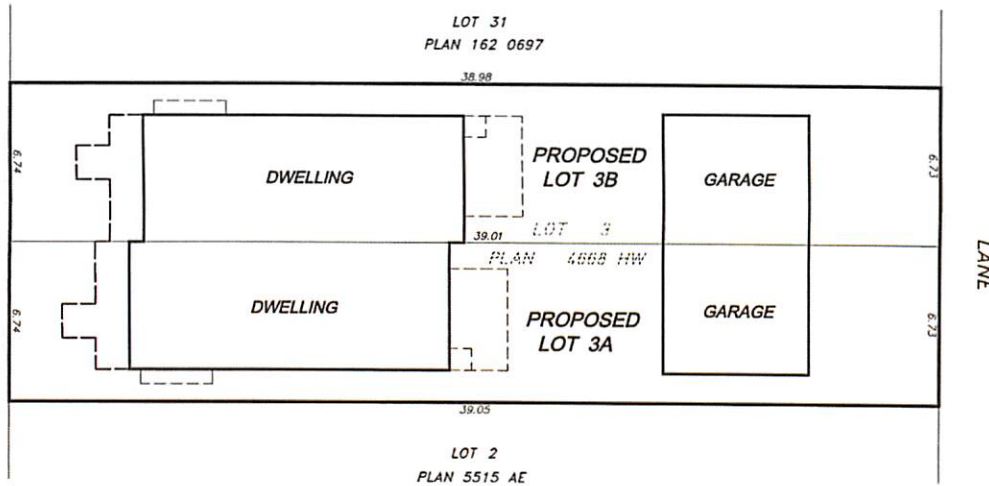 LOT 31
PLAN 162 0697
38.98
6.74
DWELLING
PROPOSED
LOT 3B
GARAGE
6.73
39.01
LOT 3
PLAN 4668 HW
LANE
6.74
DWELLING
PROPOSED
LOT 3A
GARAGE
6.73
39.05
LOT 2
PLAN 5515 AE